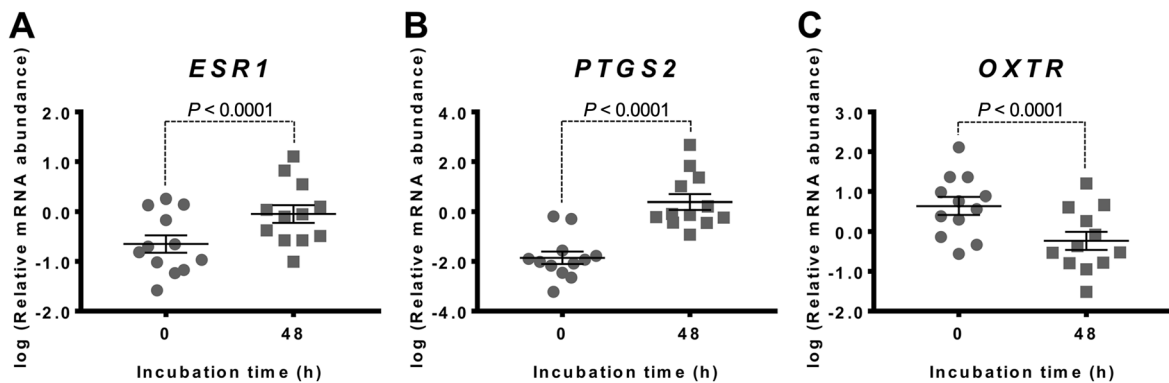 A
ESR1
log (Relative mRNA abundance)
P < 0.0001
2.0
1.0
0.0
-1.0
-2.0
0 48
Incubation time (h)
B
PTGS2
log (Relative mRNA abundance)
P < 0.0001
4.0
2.0
0.0
-2.0
-4.0
0 48
Incubation time (h)
C
OXTR
log (Relative mRNA abundance)
P < 0.0001
3.0
2.0
1.0
0.0
-1.0
-2.0
0 48
Incubation time (h)